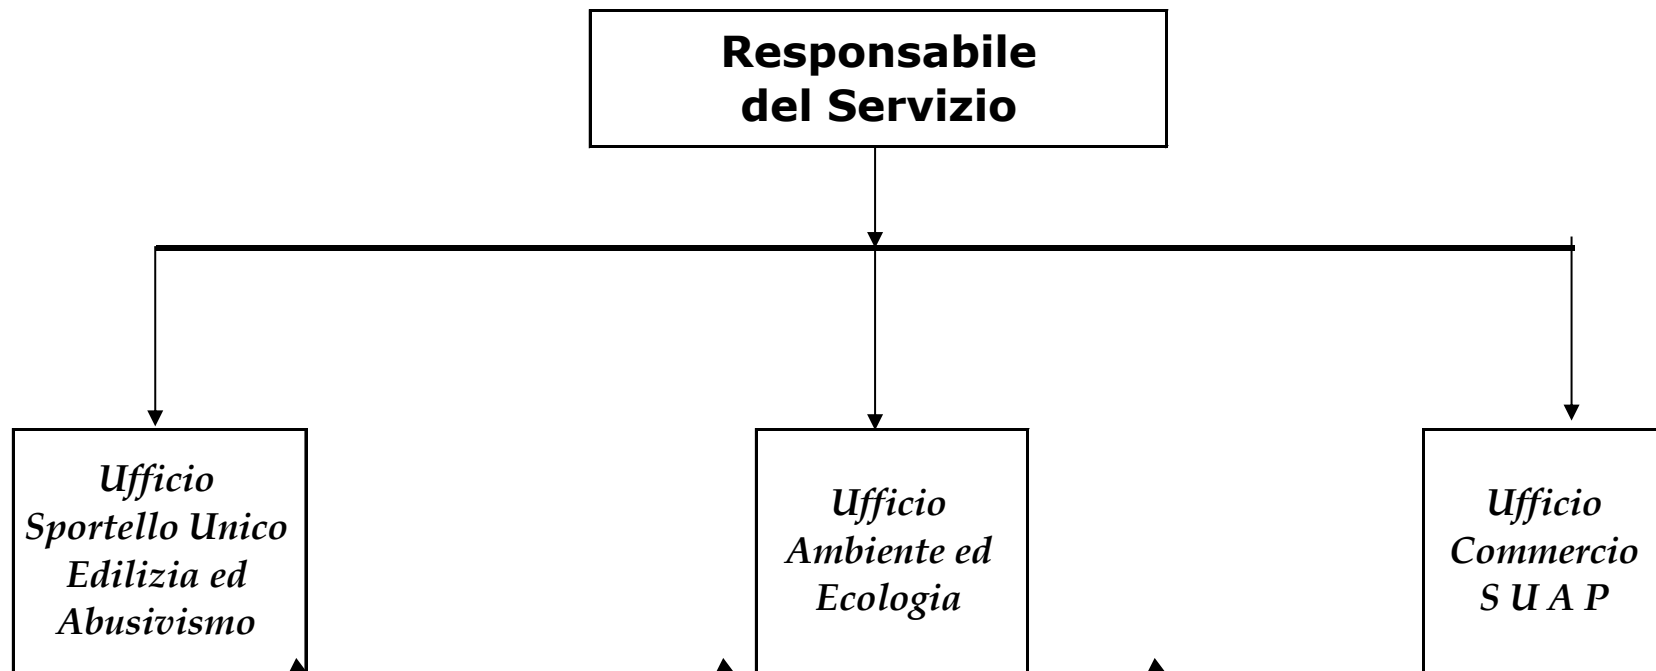 Responsabile
del Servizio
Ufficio
Sportello Unico
Edilizia ed
Abusivismo
Ufficio
Ambiente ed
Ecologia
Ufficio
Commercio
S U A P